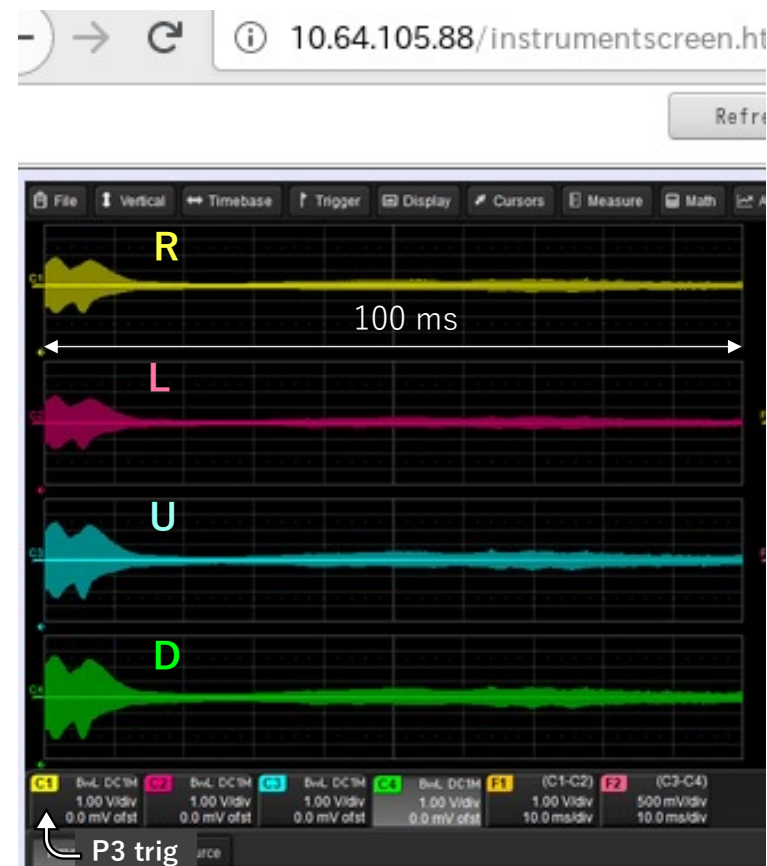 10.64.105.88/instrumentscreen.ht
Refre
File Vertical Timebase Trigger Display Cursors Measure Math A
R
C1
100 ms
L
C2
U
C3
D
C4
C1 BwL DC1M C2 BwL DC1M C3 BwL DC1M C4 BwL DC1M F1 (C1-C2) F2 (C3-C4)
1.00 V/div 1.00 V/div 1.00 V/div 1.00 V/div 1.00 V/div 500 mV/div
0.0 mV ofst 0.0 mV ofst 0.0 mV ofst 0.0 mV ofst 10.0 ms/div 10.0 ms/div
P3 trig
urce